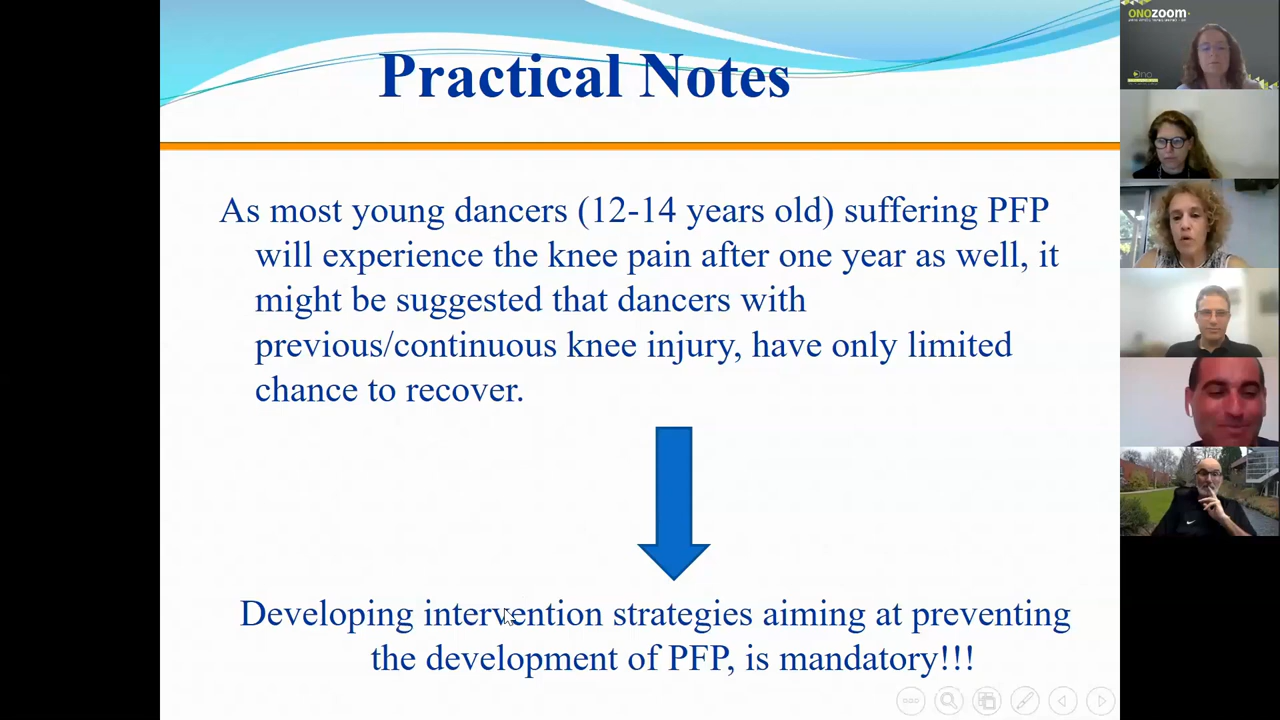 Practical Notes
As most young dancers (12-14 years old) suffering PFP
will experience the knee pain after one year as well, it
might be suggested that dancers with
previous/continuous knee injury, have only limited
chance to recover.
Developing intervention strategies aiming at preventing
the development of PFP, is mandatory!!!
ONOZOOM